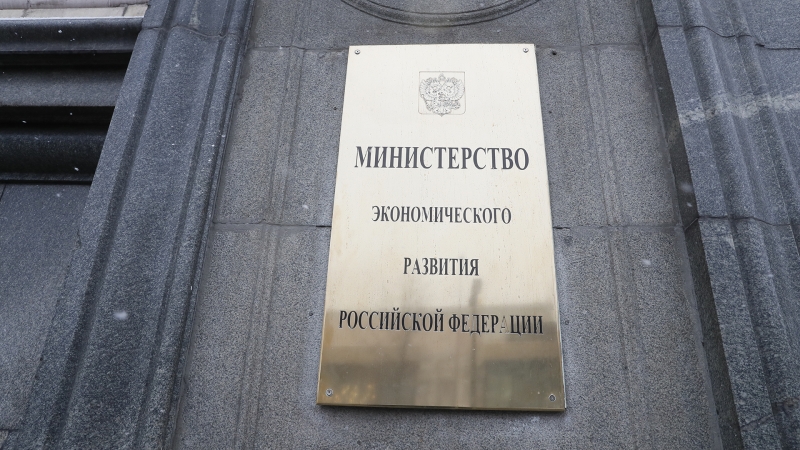 МИНИСТЕРСТВО
ЭКОНОМИЧЕСКОГО
РАЗВИТИЯ
РОССИЙСКОЙ ФЕДЕРАЦИИ